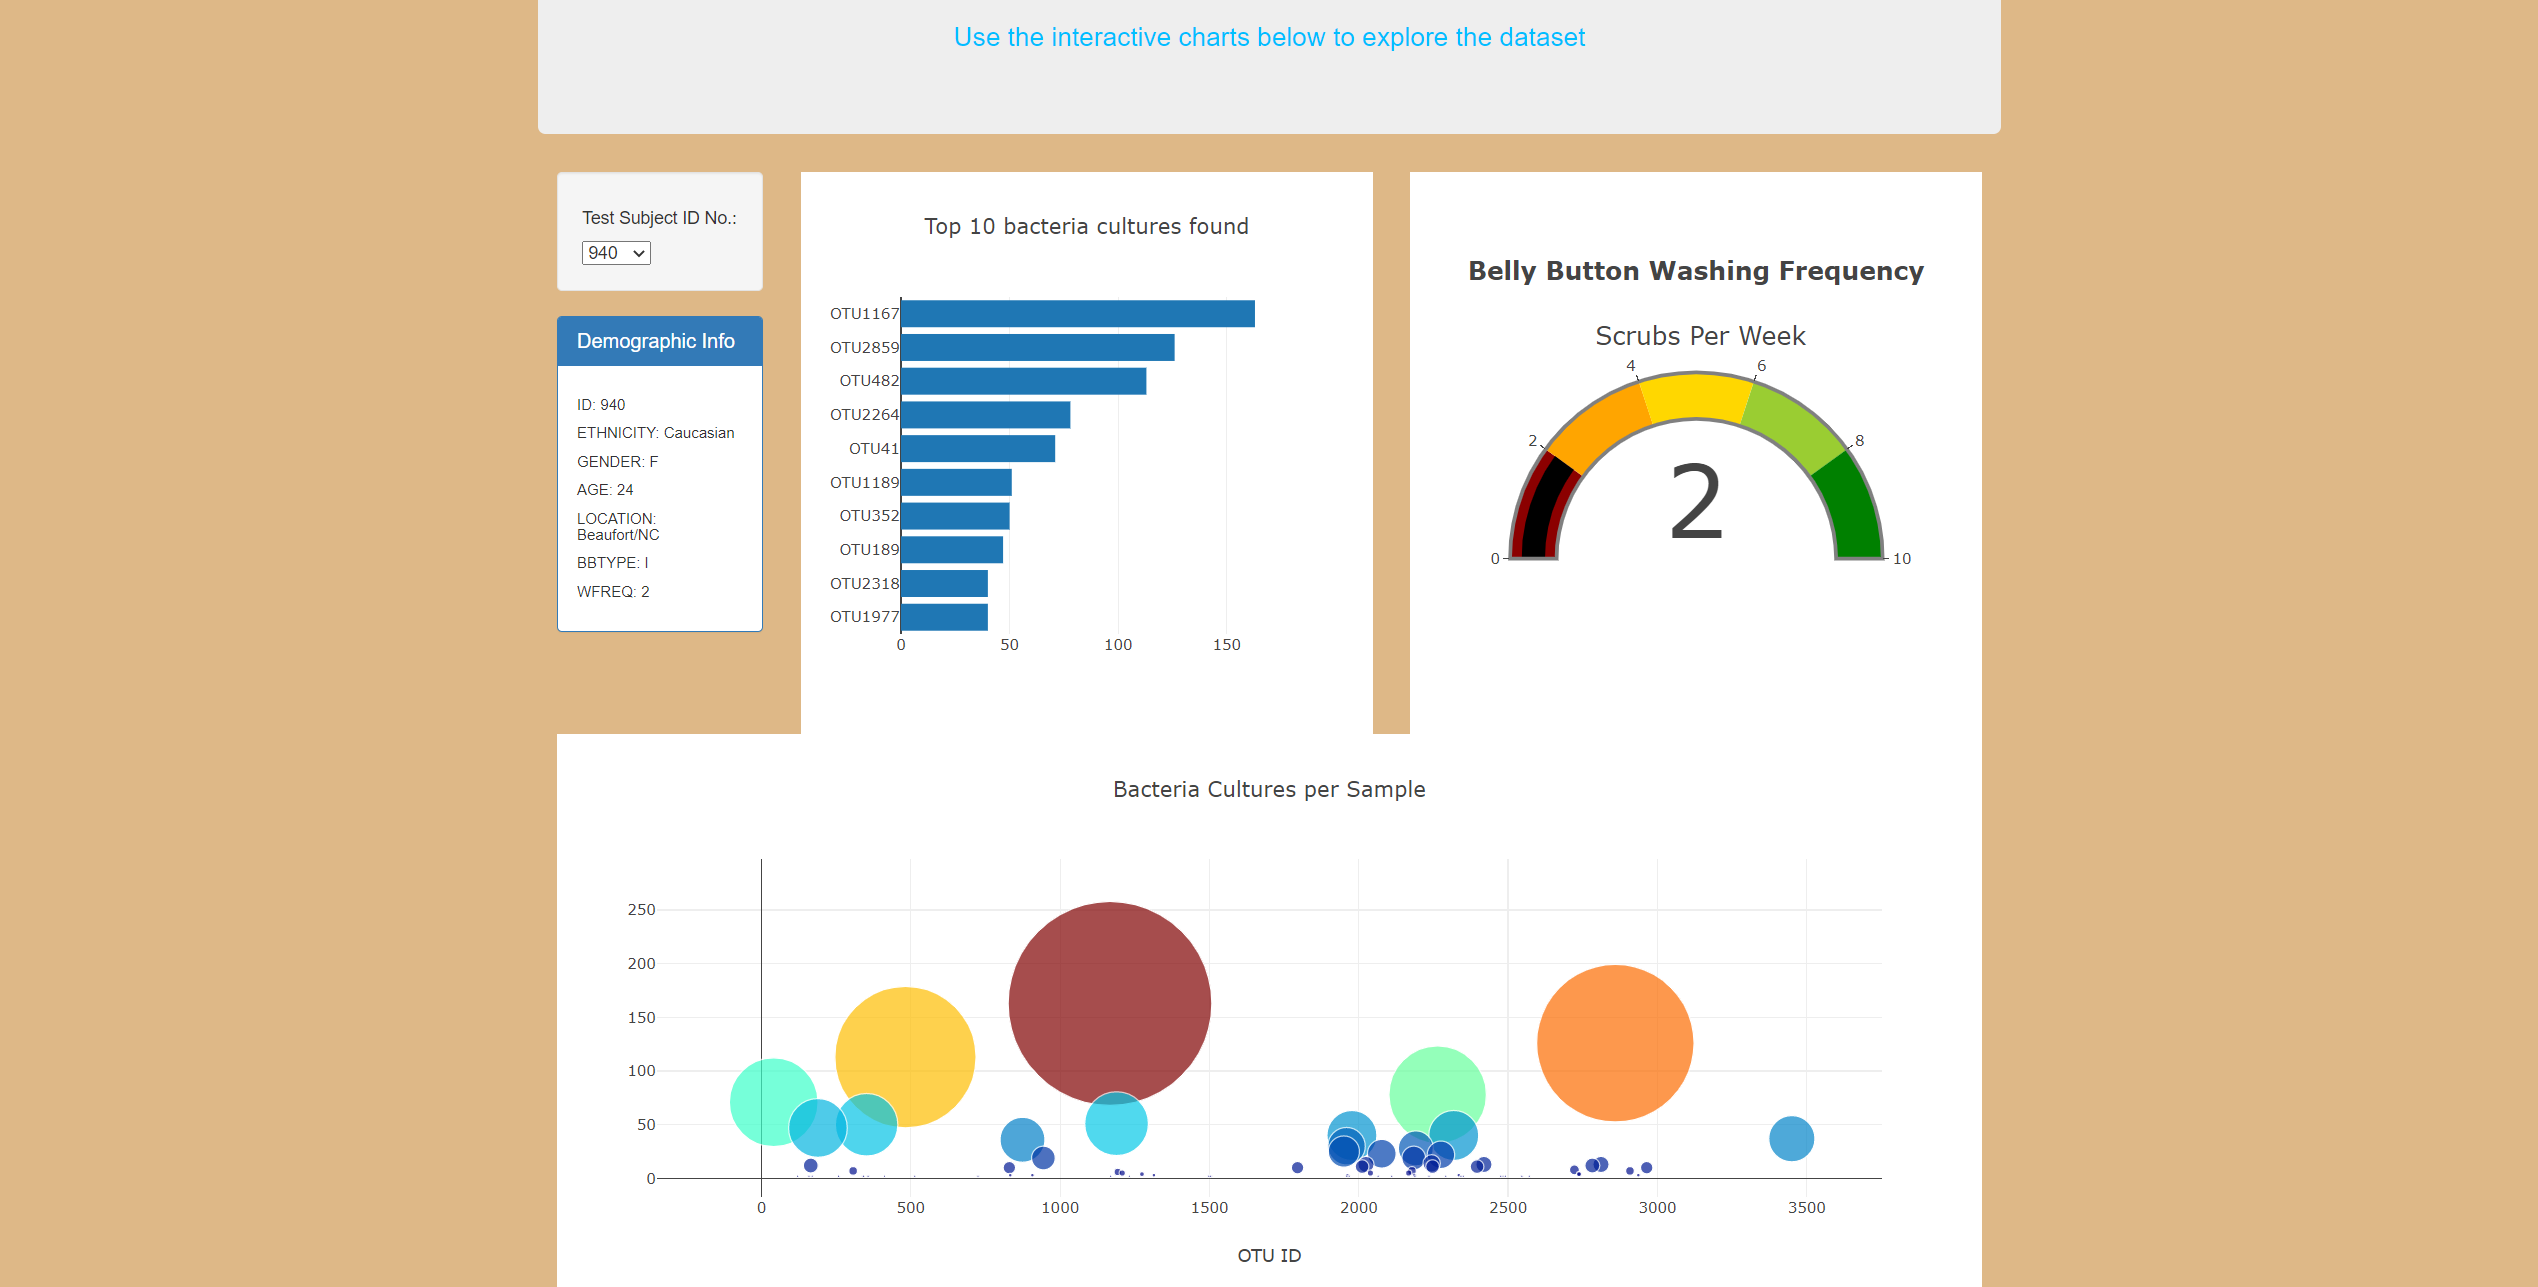 Use the interactive charts below to explore the dataset
Test Subject ID No.:
940
Demographic Info
ID: 940
ETHNICITY: Caucasian
GENDER: F
AGE: 24
LOCATION:
Beaufort/NC
BBTYPE: I
WFREQ: 2
Top 10 bacteria cultures found
OTU1167
OTU2859
OTU482
OTU2264
OTU41
OTU1189
OTU352
OTU189
OTU2318
OTU1977
0 50 100 150
Belly Button Washing Frequency
Scrubs Per Week
4 6
2 8
2
0 10
Bacteria Cultures per Sample
250
200
150
100
50
0
0 500 1000 1500 2000 2500 3000 3500
OTU ID